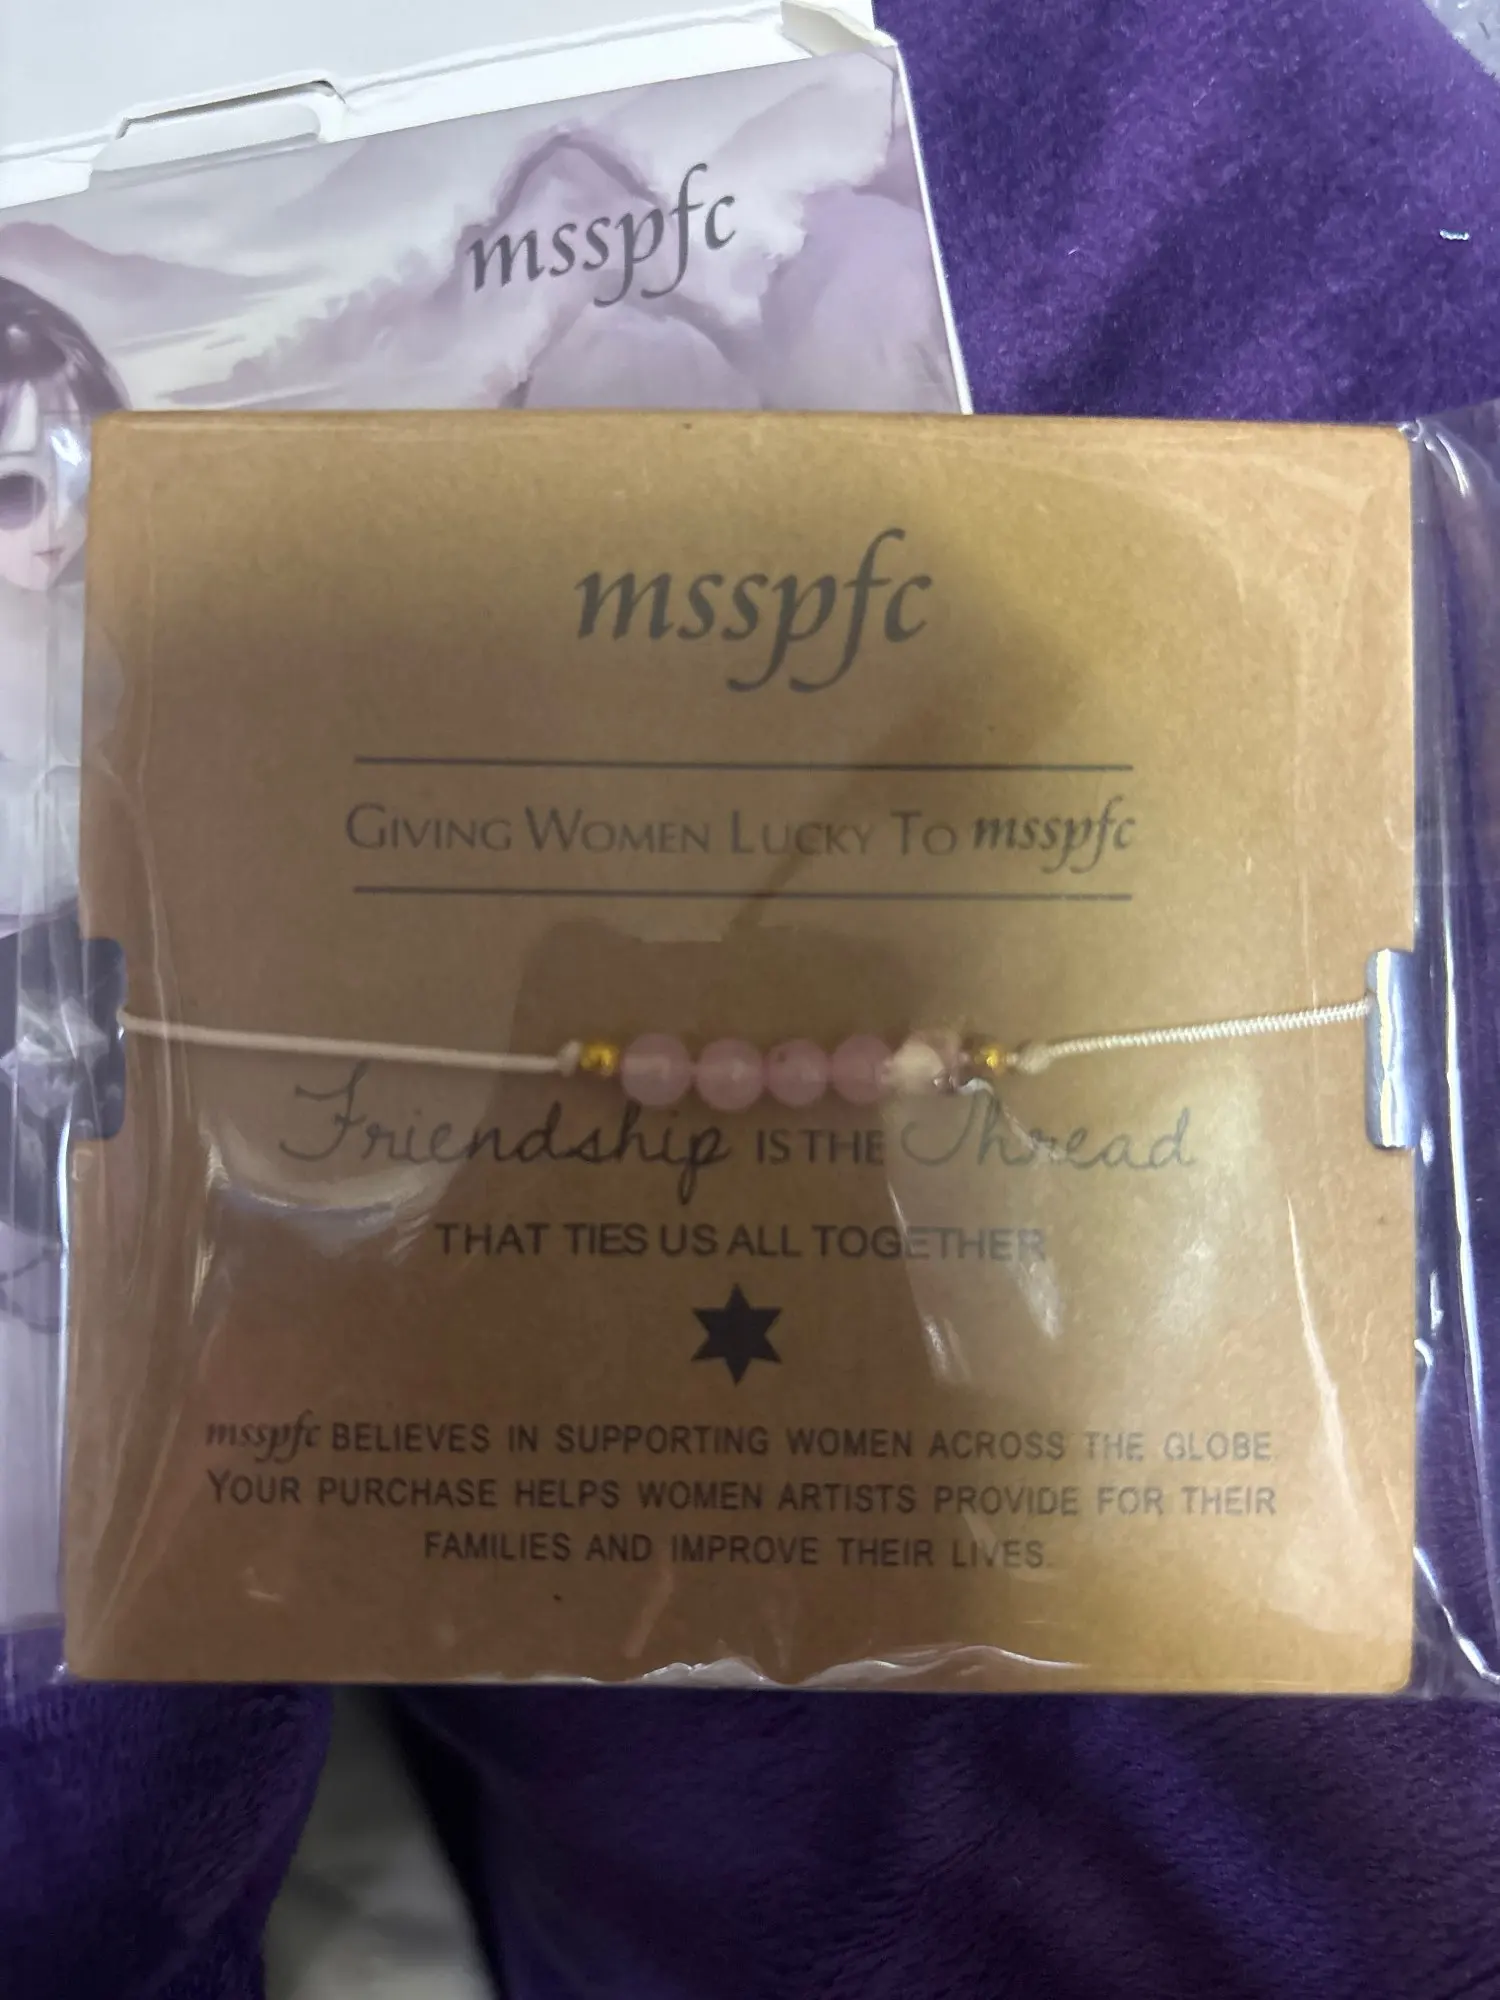 msspfc
msspfc
GIVING WOMEN LUCKY TO msspfc
Friendship IS THE Thread
THAT TIES US ALL TOGETHER
msspfc BELIEVES IN SUPPORTING WOMEN ACROSS THE GLOBE.
YOUR PURCHASE HELPS WOMEN ARTISTS PROVIDE FOR THEIR
FAMILIES AND IMPROVE THEIR LIVES.